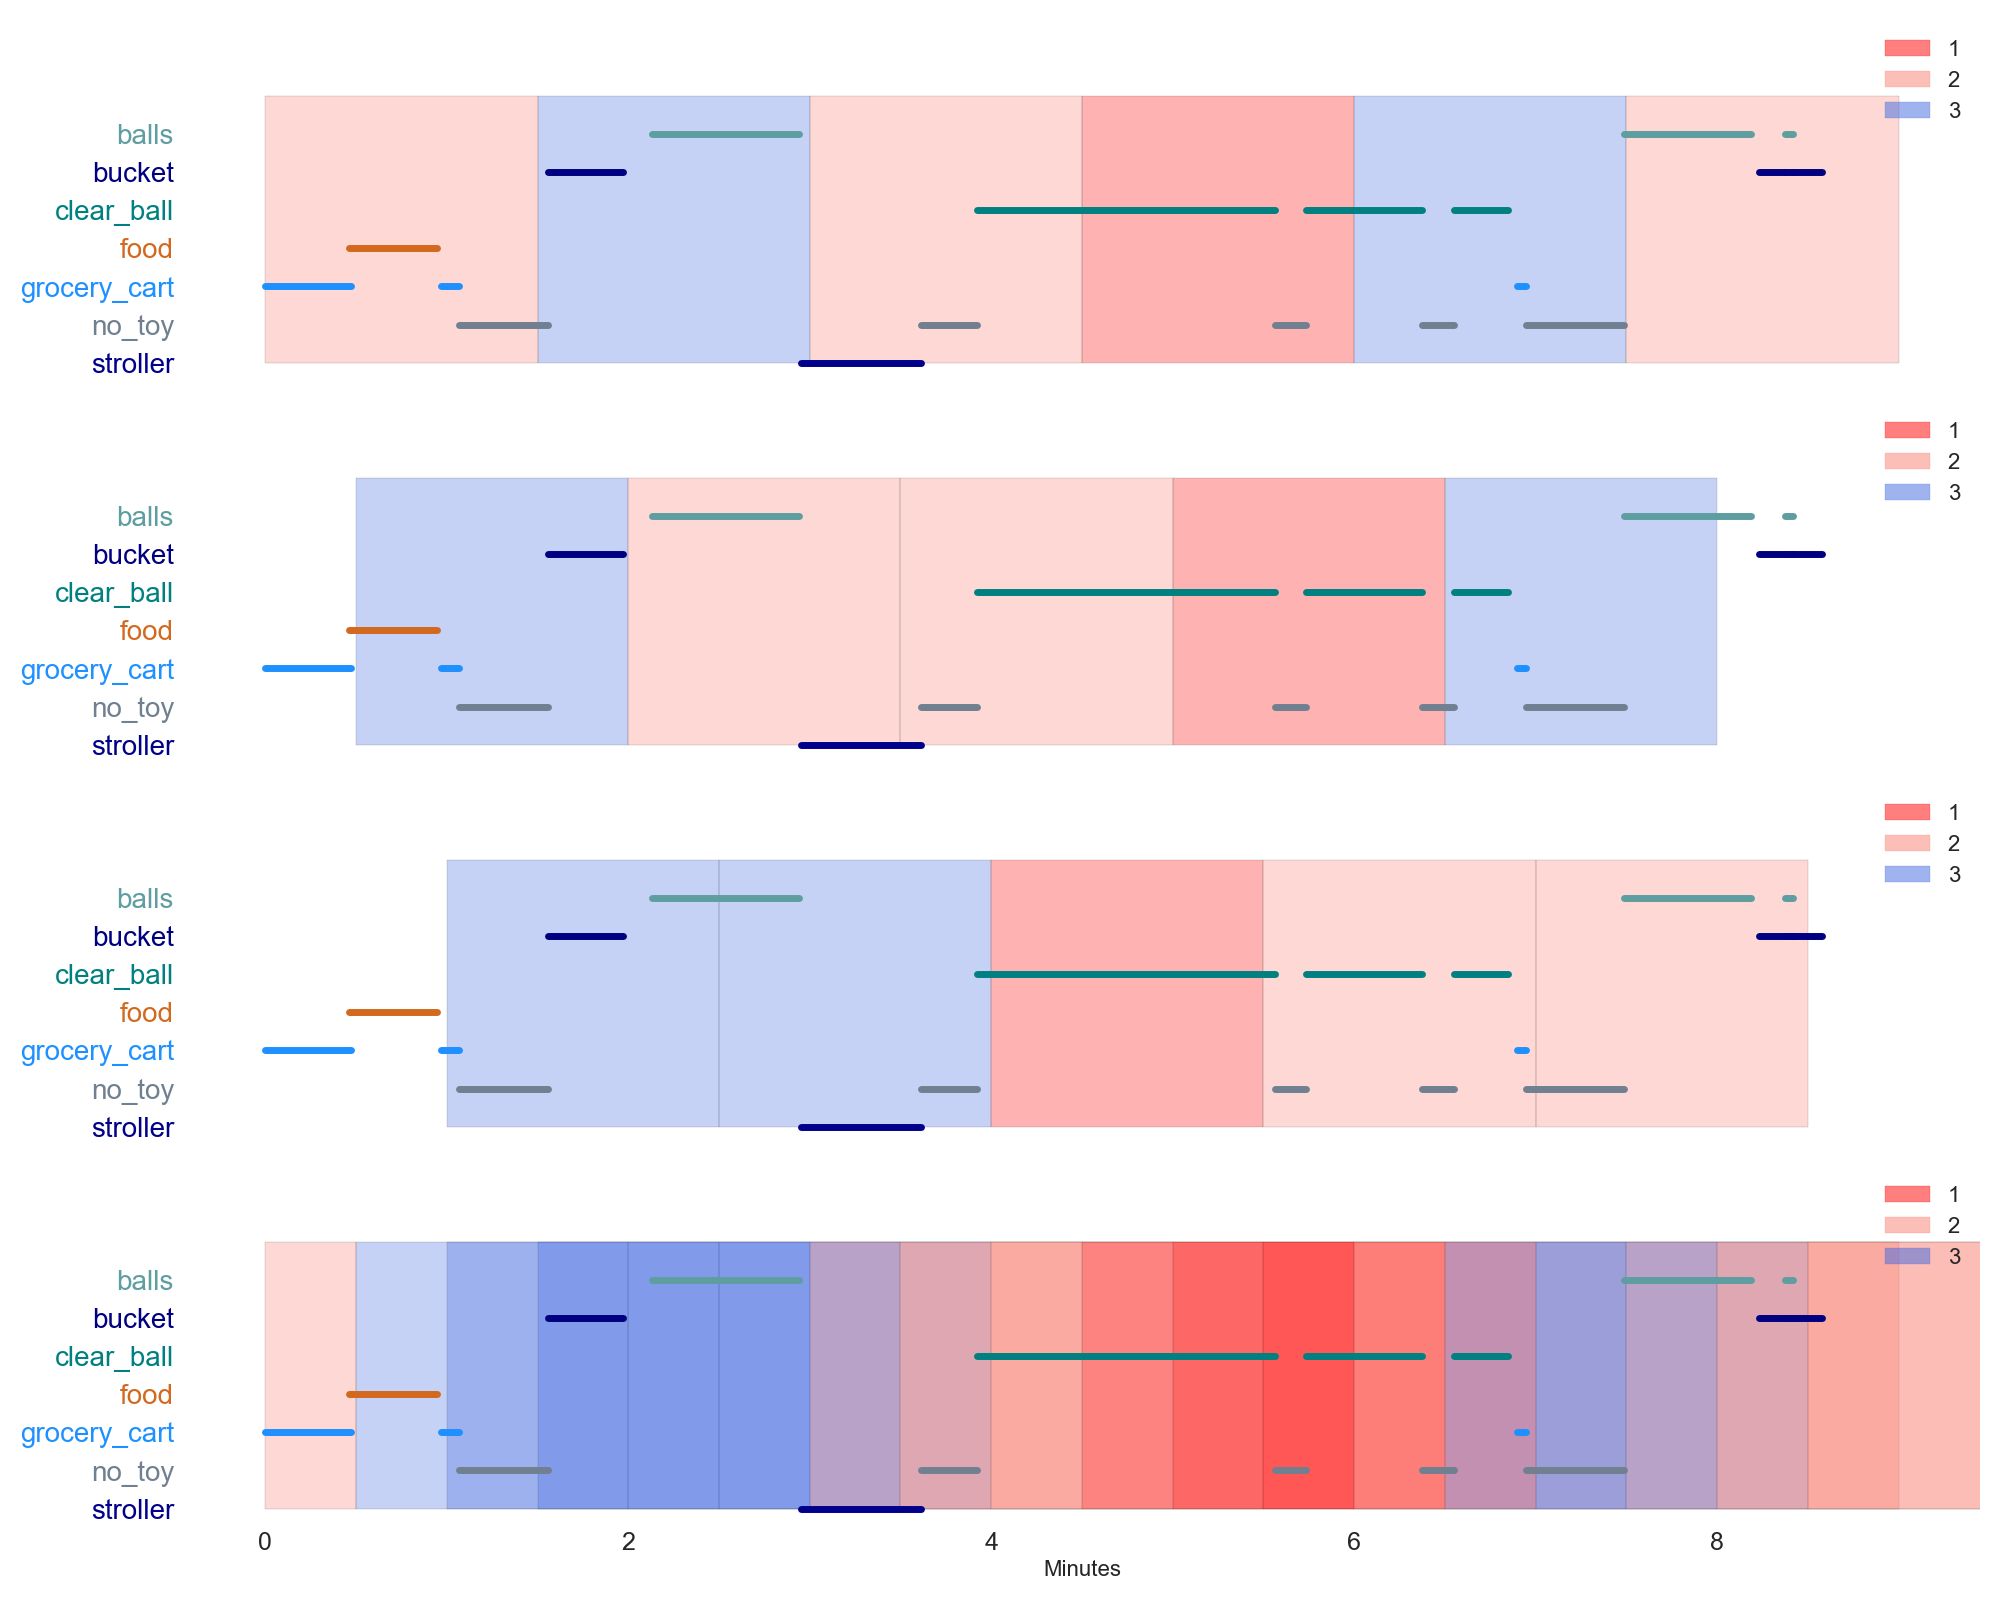 1
2
3
balls
bucket
clear_ball
food
grocery_cart
no_toy
stroller
1
2
3
balls
bucket
clear_ball
food
grocery_cart
no_toy
stroller
1
2
3
balls
bucket
clear_ball
food
grocery_cart
no_toy
stroller
1
2
3
balls
bucket
clear_ball
food
grocery_cart
no_toy
stroller
0 2 4 6 8
Minutes